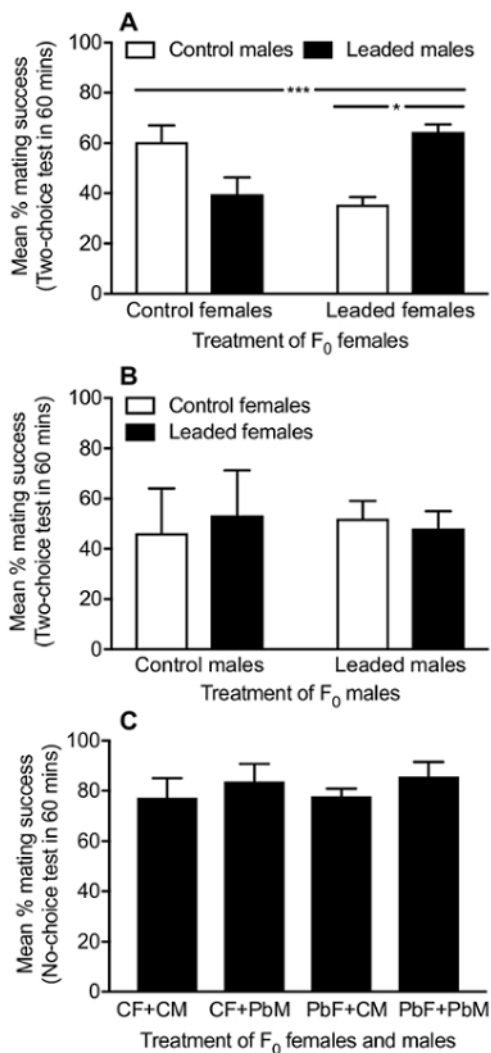 A
100
80
60
40
20
0
Mean % mating success
(Two-choice test in 60 mins)
Control males
Leaded males
***
*
Control females
Leaded females
Treatment of F0 females
B
100
80
60
40
20
0
Mean % mating success
(Two-choice test in 60 mins)
Control females
Leaded females
Control males
Leaded males
Treatment of F0 males
C
100
80
60
40
20
0
Mean % mating success
(No-choice test in 60 mins)
CF+CM
CF+PbM
PbF+CM
PbF+PbM
Treatment of F0 females and males